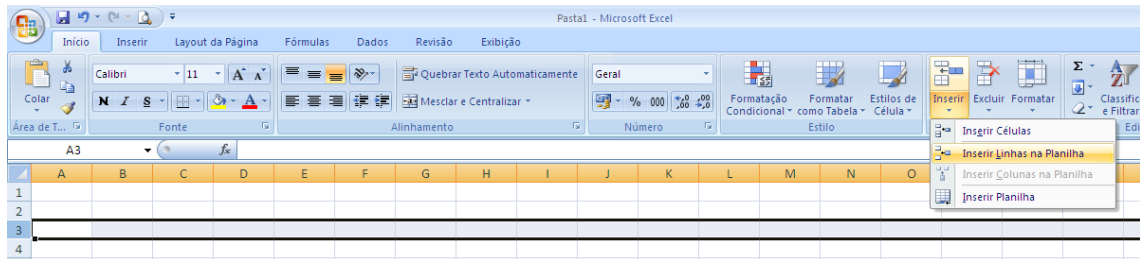 Pasta1 - Microsoft Excel
Início Inserir Layout da Página Fórmulas Dados Revisão Exibição
Colar
Calibri 11 A A
N I S A
Quebrar Texto Automaticamente
Mesclar e Centralizar
Geral
% 000 ,00 ,00
Formatação Condicional
Formatar como Tabela
Estilos de Célula
Inserir Excluir Formatar
Σ
Classific
e Filtrar
Área de T... Fonte Alinhamento Número Estilo Edi
Inserir Células
Inserir Linhas na Planilha
Inserir Colunas na Planilha
Inserir Planilha
A3 fx
A B C D E F G H I J K L M N O
1
2
3
4